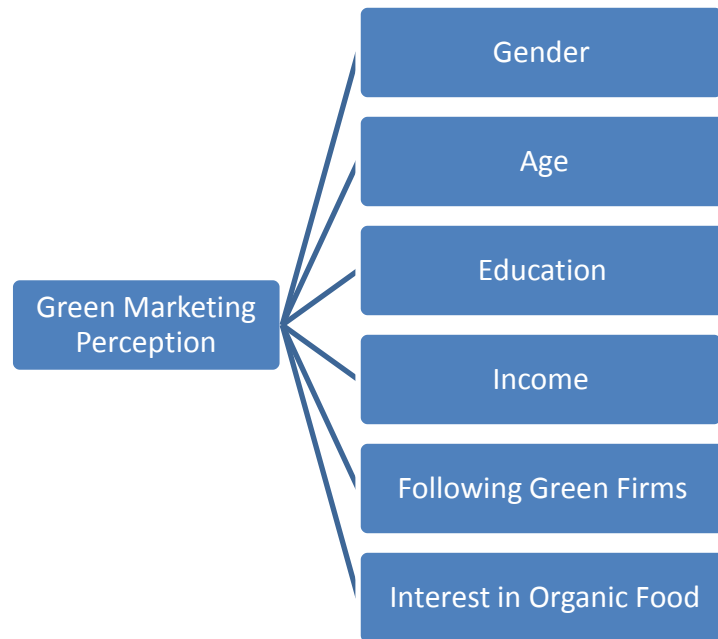 Gender
Age
Education
Green Marketing
Perception
Income
Following Green Firms
Interest in Organic Food